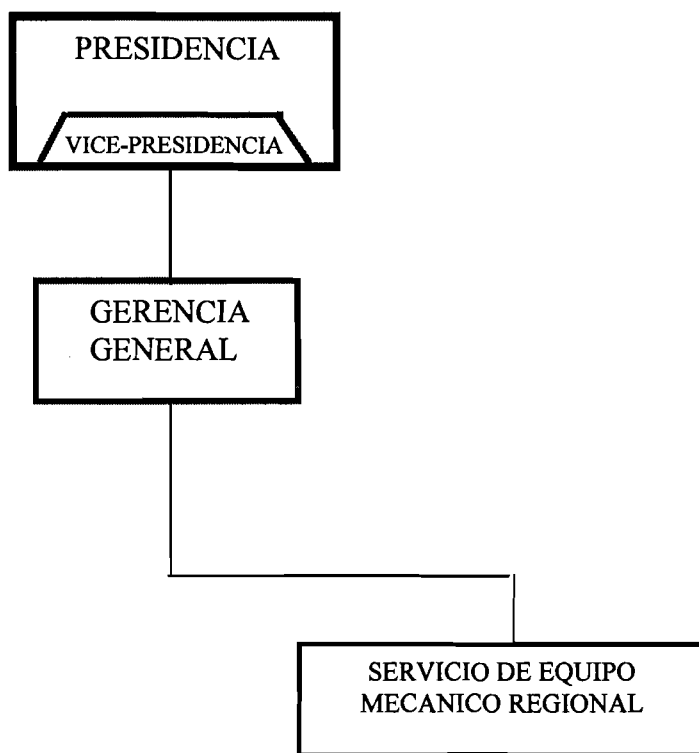 PRESIDENCIA
VICE-PRESIDENCIA
GERENCIA
GENERAL
SERVICIO DE EQUIPO
MECANICO REGIONAL